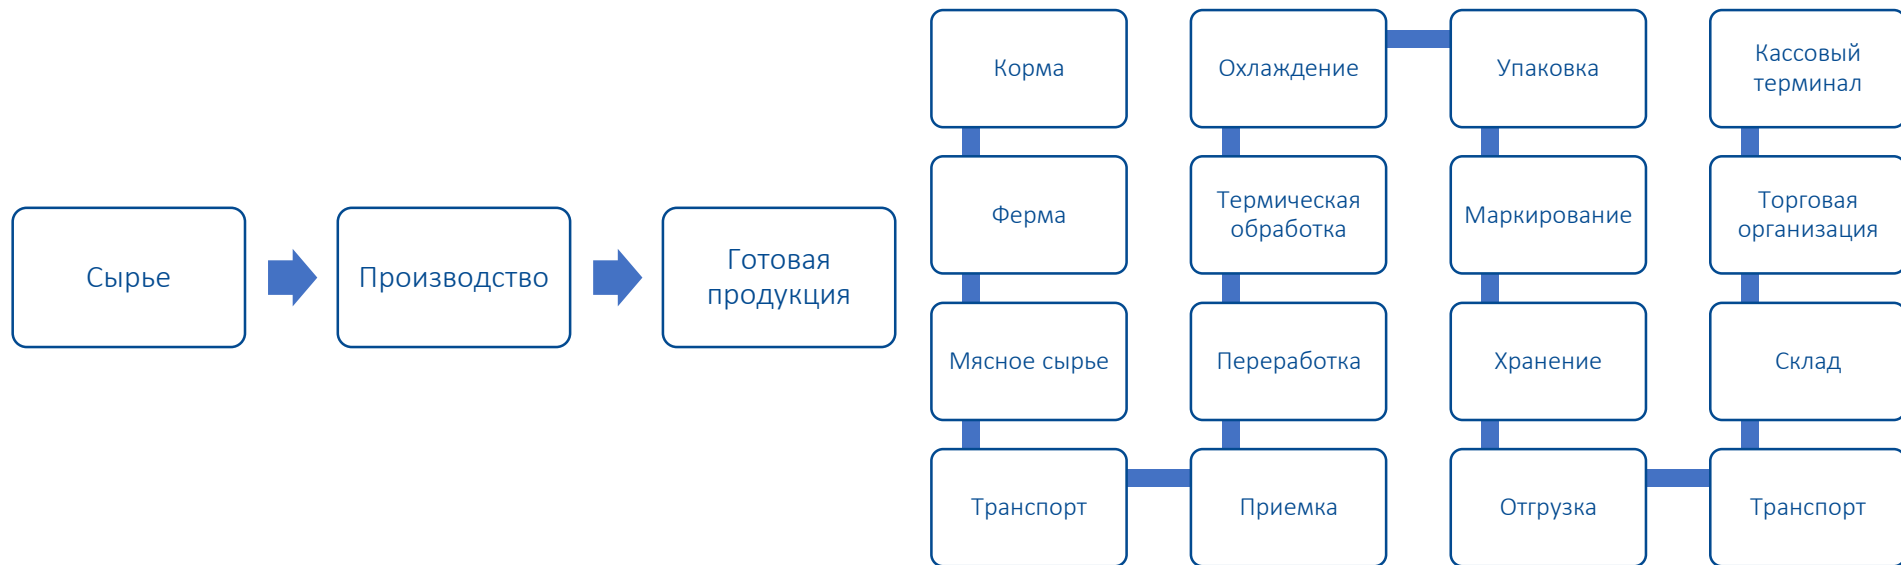 Сырье
Производство
Готовая
продукция
Корма
Ферма
Мясное сырье
Транспорт
Приемка
Переработка
Термическая
обработка
Охлаждение
Упаковка
Маркирование
Хранение
Отгрузка
Транспорт
Склад
Торговая
организация
Кассовый
терминал